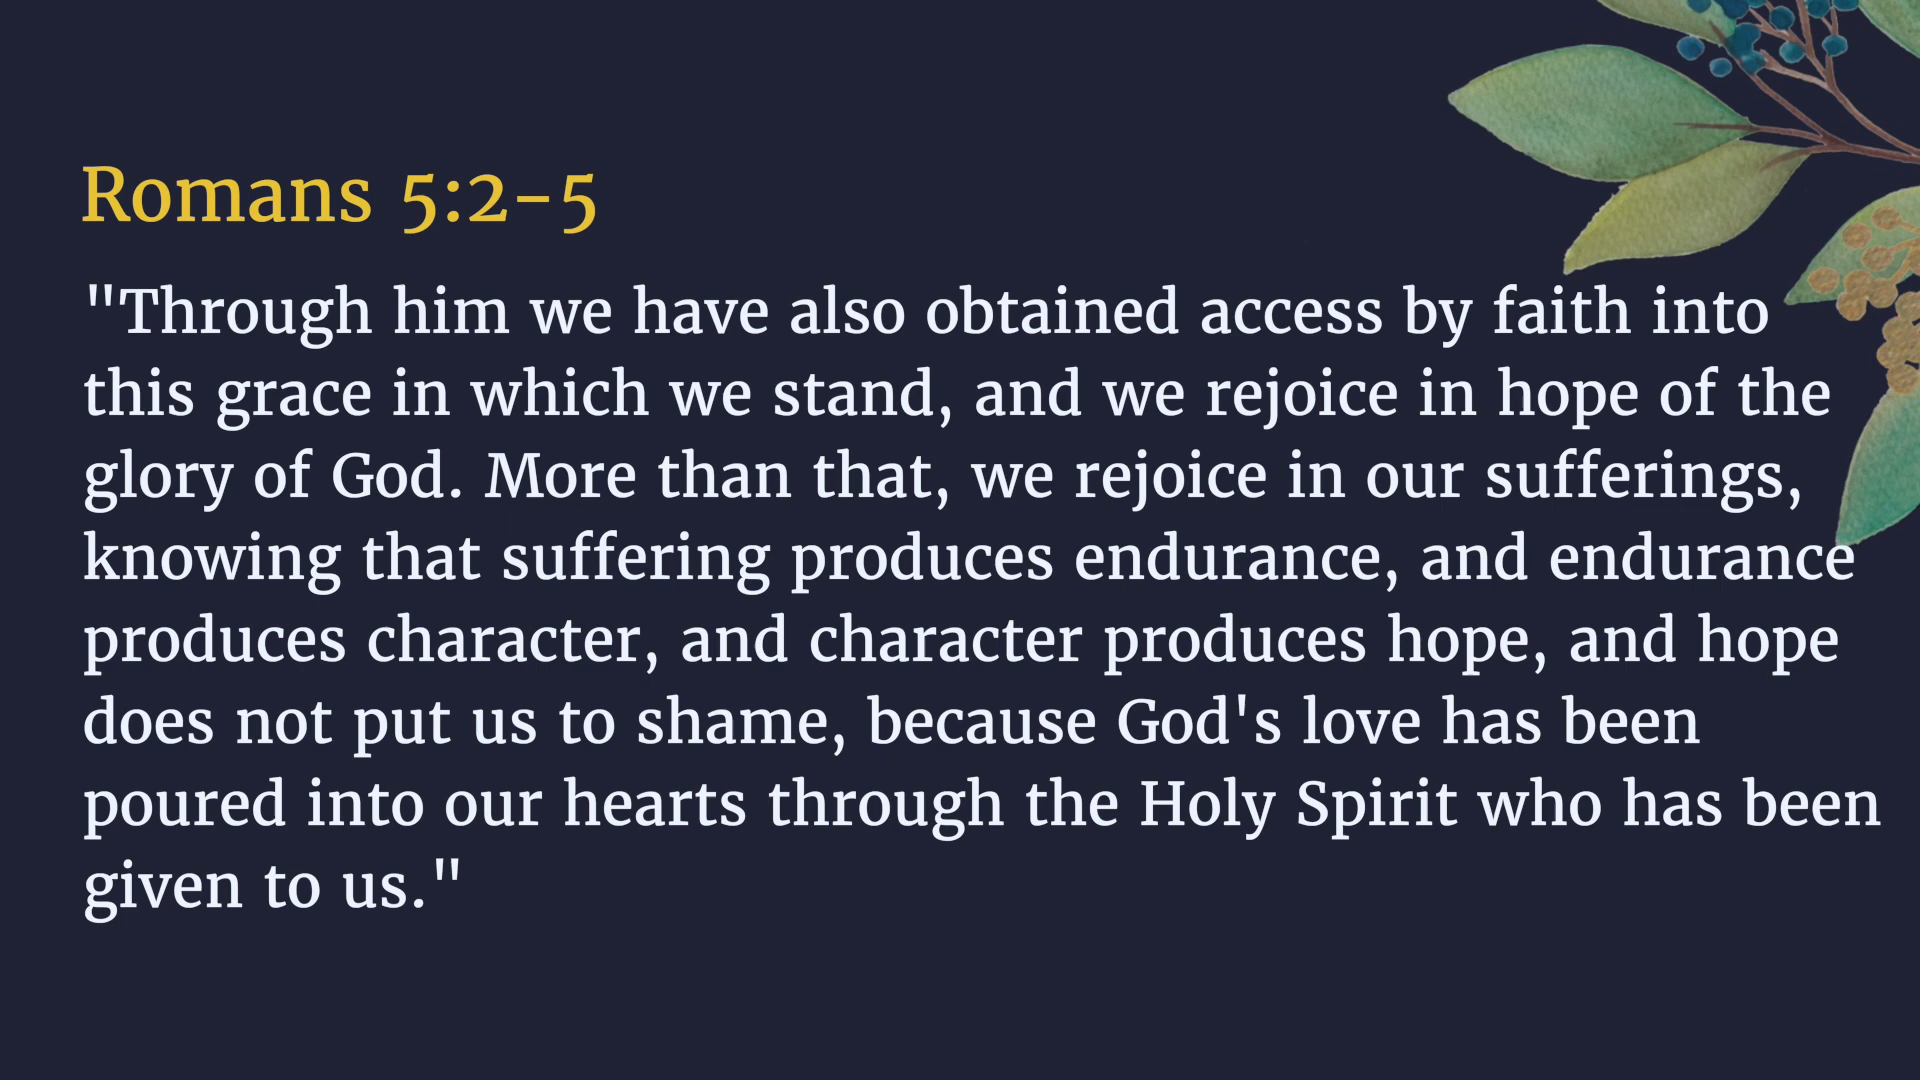 Romans 5:2-5
"Through him we have also obtained access by faith into
this grace in which we stand, and we rejoice in hope of the
glory of God. More than that, we rejoice in our sufferings,
knowing that suffering produces endurance, and endurance
produces character, and character produces hope, and hope
does not put us to shame, because God's love has been
poured into our hearts through the Holy Spirit who has been
given to us."